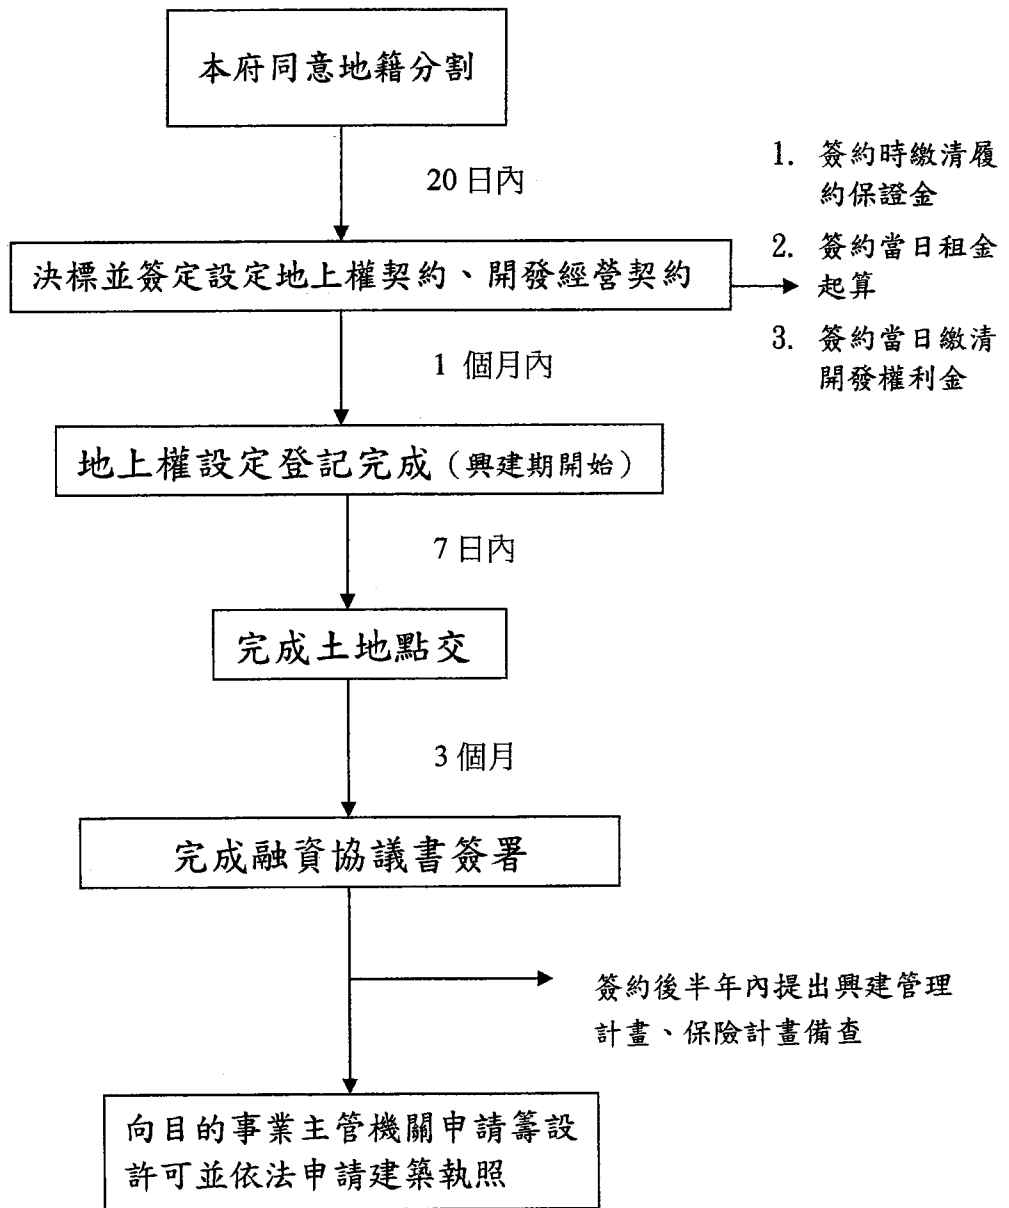 本府同意地籍分割
20日內
1. 簽約時繳清履
約保證金
2. 簽約當日租金
起算
3. 簽約當日繳清
開發權利金
決標並簽定設定地上權契約、開發經營契約
1 個月內
地上權設定登記完成（興建期開始）
7日內
完成土地點交
3個月
完成融資協議書簽署
簽約後半年內提出興建管理
計畫、保險計畫備查
向目的事業主管機關申請籌設
許可並依法申請建築執照